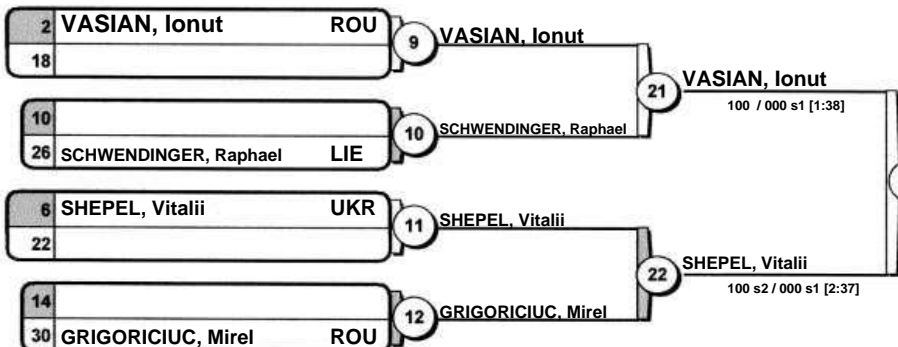 2 VASIAN, Ionut ROU
18
9 VASIAN, Ionut
10
26 SCHWENDINGER, Raphael LIE
10 SCHWENDINGER, Raphael
21 VASIAN, Ionut
100 / 000 s1 [1:38]
6 SHEPEL, Vitalii UKR
22
11 SHEPEL, Vitalii
14
30 GRIGORICIUC, Mirel ROU
12 GRIGORICIUC, Mirel
22 SHEPEL, Vitalii
100 s2 / 000 s1 [2:37]